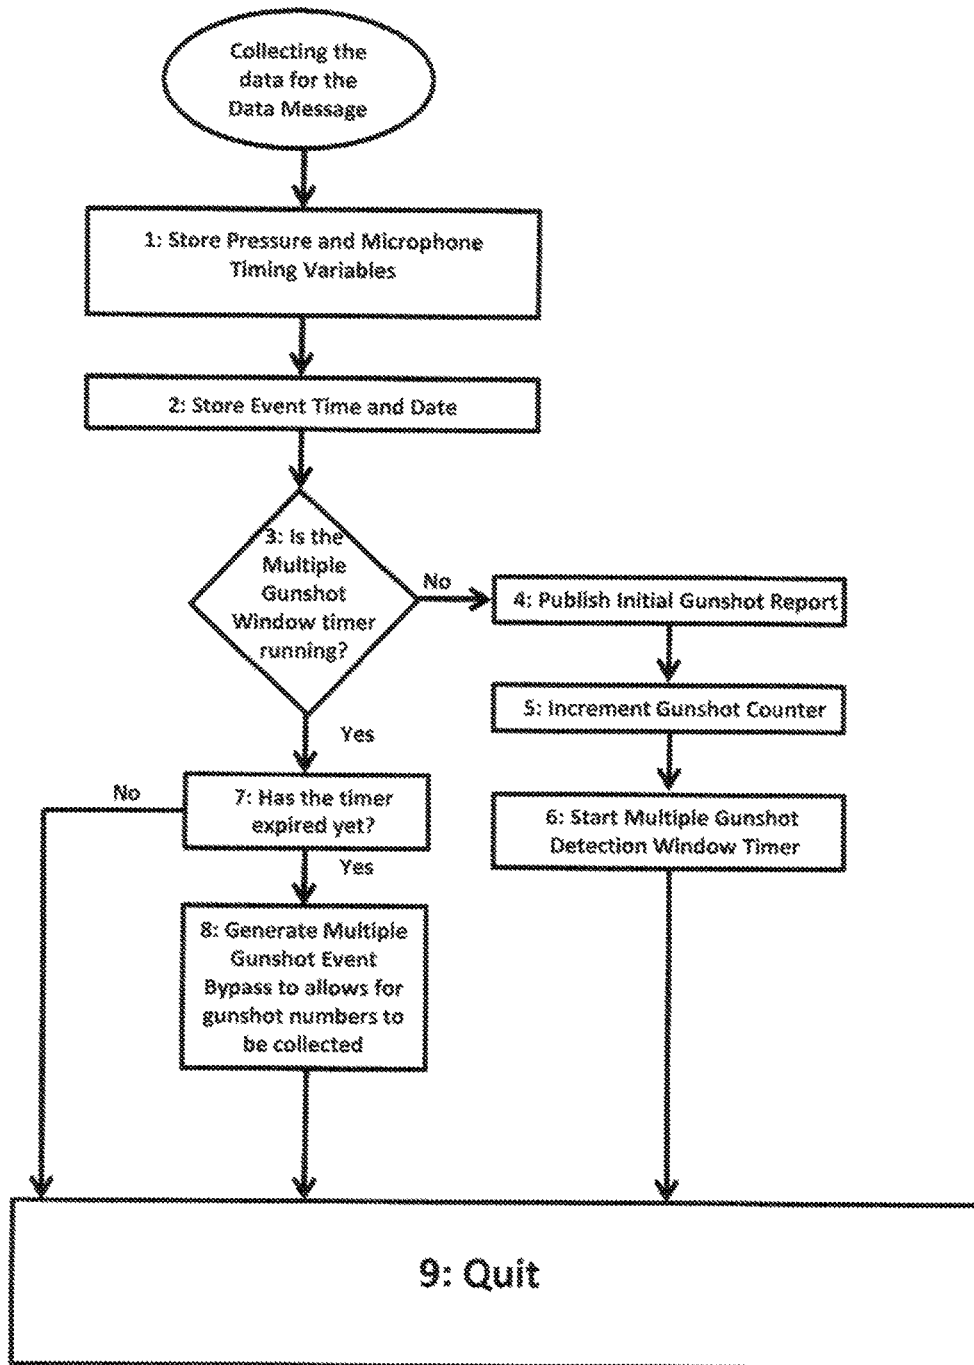 Collecting the
data for the
Data Message
1: Store Pressure and Microphone
Timing Variables
2: Store Event Time and Date
3: Is the
Multiple
Gunshot
Window timer
running?
No
4: Publish Initial Gunshot Report
5: Increment Gunshot Counter
6: Start Multiple Gunshot
Detection Window Timer
Yes
No
7: Has the timer
expired yet?
Yes
8: Generate Multiple
Gunshot Event
Bypass to allows for
gunshot numbers to
be collected
9: Quit